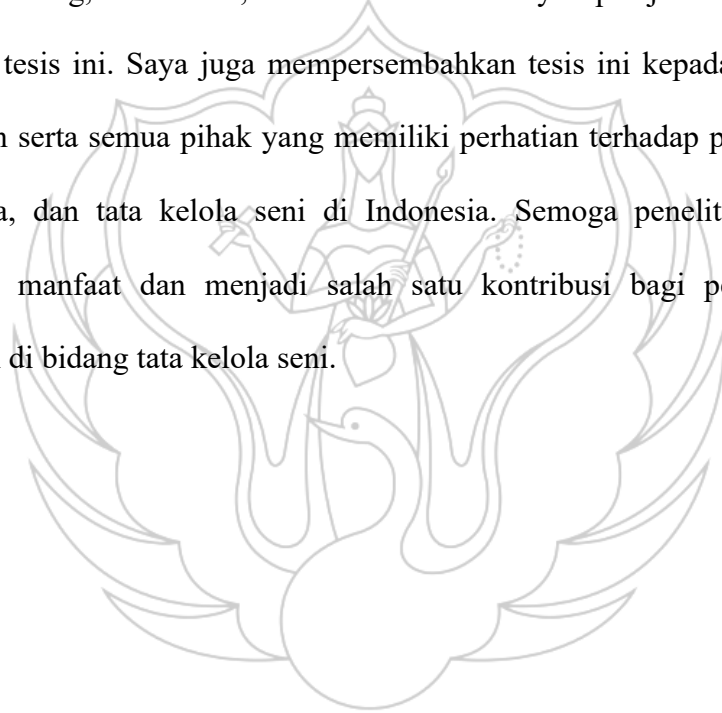 tesis ini. Saya juga mempersembahkan tesis ini kepada
serta semua pihak yang memiliki perhatian terhadap
dan tata kelola seni di Indonesia. Semoga
manfaat dan menjadi salah satu kontribusi bagi
di bidang tata kelola seni.